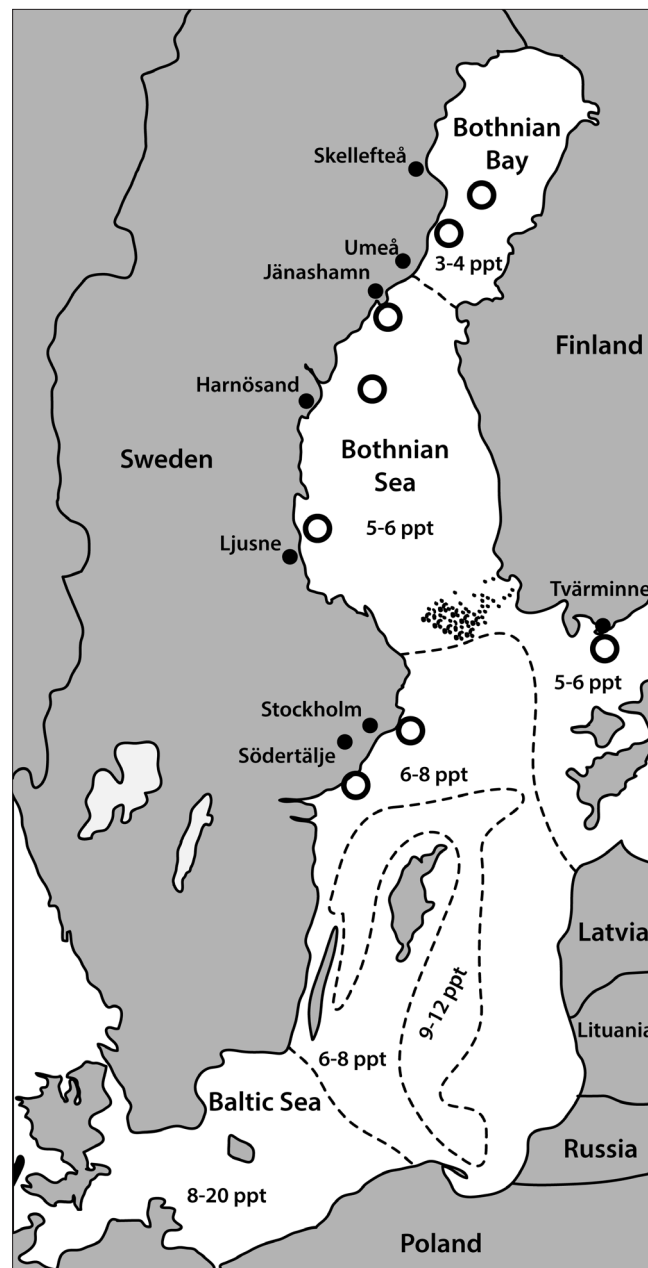 Bothnian
Bay
Skellefteå
Umeå
3-4 ppt
Jänashamn
Finland
Harnösand
Bothnian
Sea
Sweden
5-6 ppt
Ljusne
Tvärminne
5-6 ppt
Stockholm
Södertälje
6-8 ppt
Latvia
9-12 ppt
Lituania
6-8 ppt
Baltic Sea
Russia
8-20 ppt
Poland